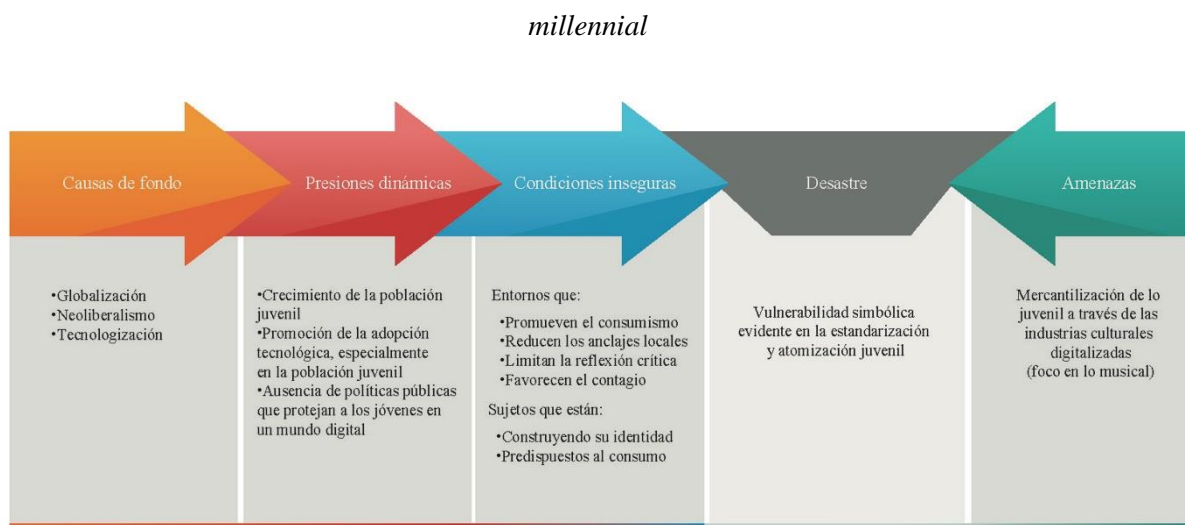 millennial
Causas de fondo
Presiones dinámicas
Condiciones inseguras
Desastre
Amenazas
•Globalización
•Neoliberalismo
•Tecnologización
•Crecimiento de la población
juvenil
•Promoción de la adopción
tecnológica, especialmente
en la población juvenil
•Ausencia de políticas públicas
que protejan a los jóvenes en
un mundo digital
Entornos que:
•Promueven el consumismo
•Reducen los anclajes locales
•Limitan la reflexión crítica
•Favorecen el contagio
Sujetos que están:
•Construyendo su identidad
•Predispuestos al consumo
Vulnerabilidad simbólica
evidente en la estandarización
y atomización juvenil
Mercantilización de lo
juvenil a través de las
industrias culturales
digitalizadas
(foco en lo musical)